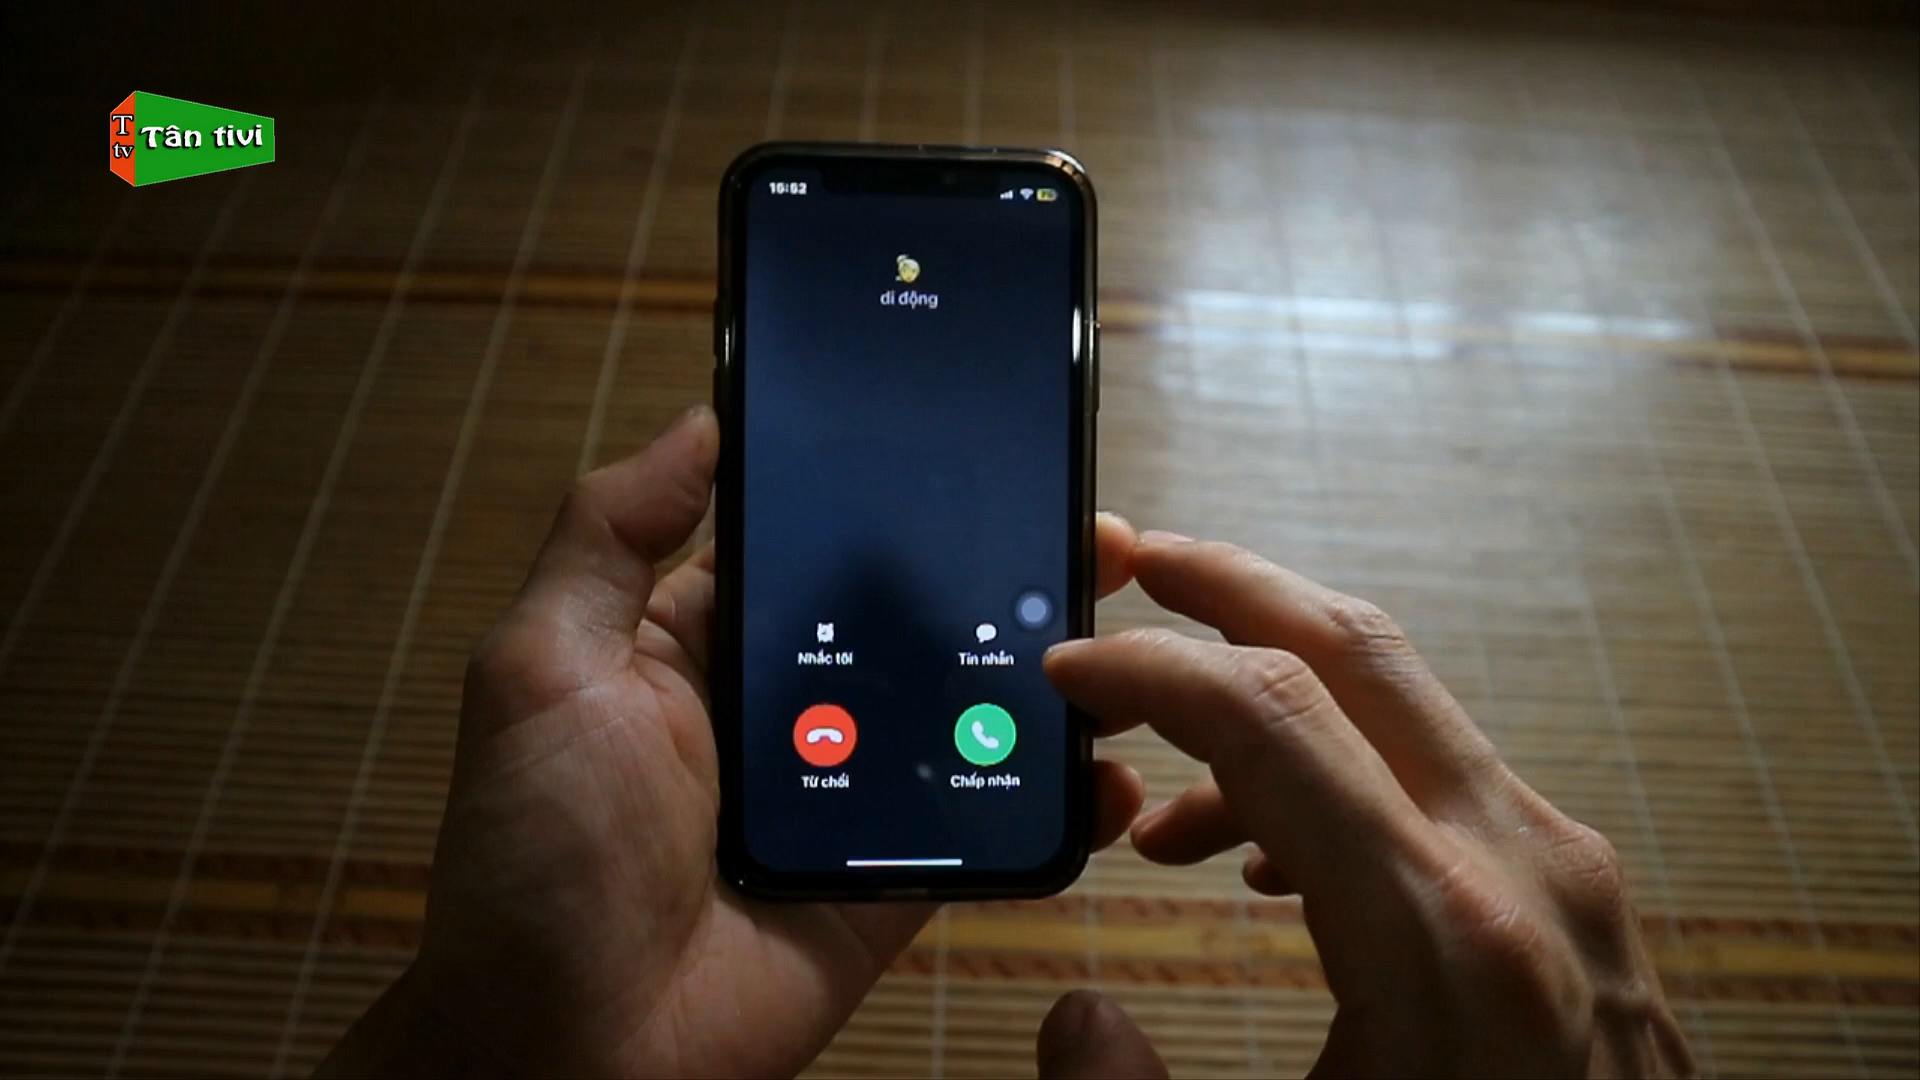 T
tv
Tân tivi
16:52
di động
Nhắc tôi
Tin nhắn
Từ chối
Chấp nhận